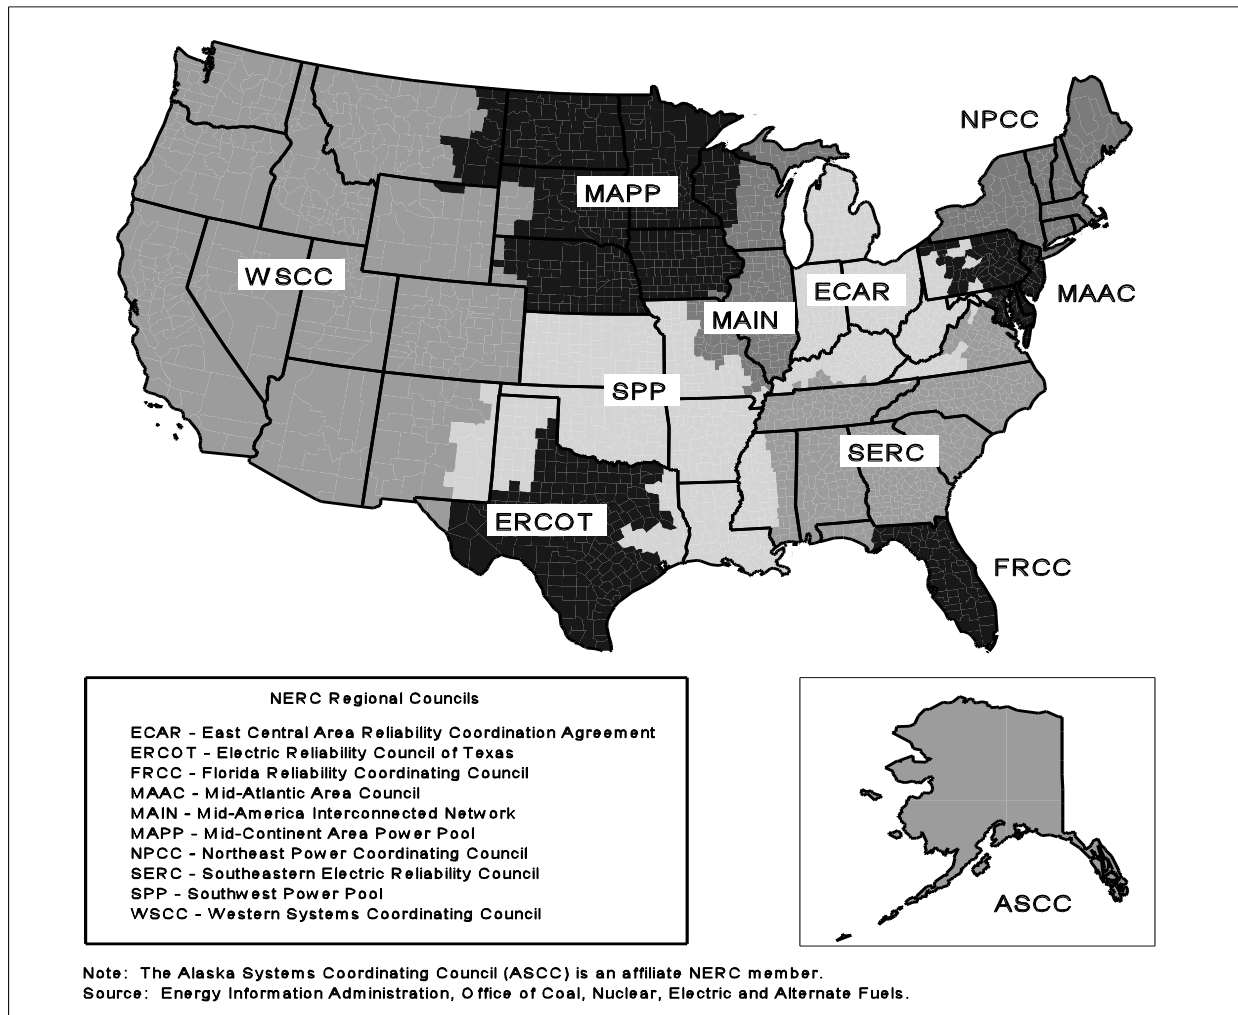 NPCC
MAPP
WSCC
ECAR
MAAC
MAIN
SPP
SERC
ERCOT
FRCC
NERC Regional Councils
ECAR - East Central Area Reliability Coordination Agreement
ERCOT - Electric Reliability Council of Texas
FRCC - Florida Reliability Coordinating Council
MAAC - Mid-Atlantic Area Council
MAIN - Mid-America Interconnected Network
MAPP - Mid-Continent Area Power Pool
NPCC - Northeast Power Coordinating Council
SERC - Southeastern Electric Reliability Council
SPP - Southwest Power Pool
WSCC - Western Systems Coordinating Council
ASCC
Note: The Alaska Systems Coordinating Council (ASCC) is an affiliate NERC member.
Source: Energy Information Administration, Office of Coal, Nuclear, Electric and Alternate Fuels.